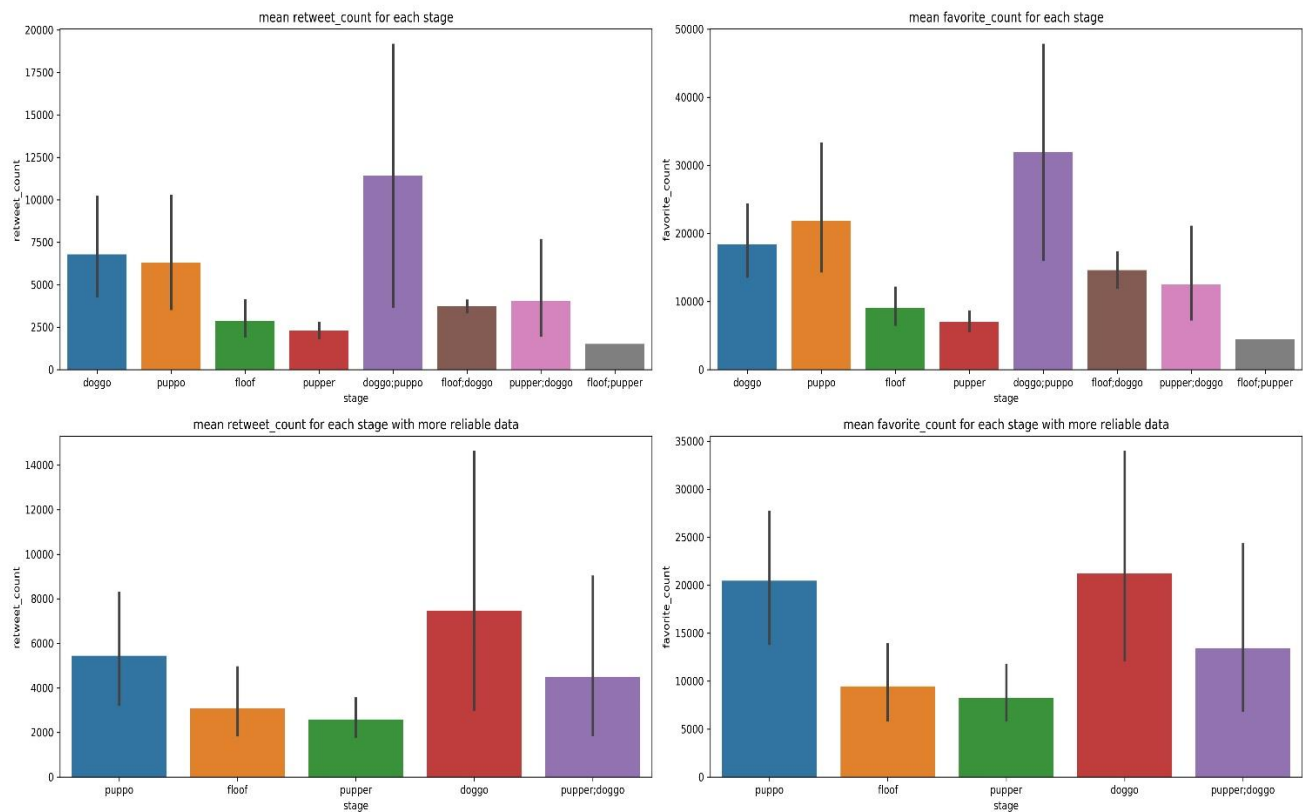 mean retweet_count for each stage
20000
17500
15000
12500
10000
7500
5000
2500
0
retweet_count
doggo puppo floof pupper doggo;puppo floof;doggo pupper;doggo floof;pupper
stage
mean favorite_count for each stage
50000
40000
30000
20000
10000
0
favorite_count
doggo puppo floof pupper doggo;puppo floof;doggo pupper;doggo floof;pupper
stage
mean retweet_count for each stage with more reliable data
14000
12000
10000
8000
6000
4000
2000
0
retweet_count
puppo floof pupper doggo pupper;doggo
stage
mean favorite_count for each stage with more reliable data
35000
30000
25000
20000
15000
10000
5000
0
favorite_count
puppo floof pupper doggo pupper;doggo
stage